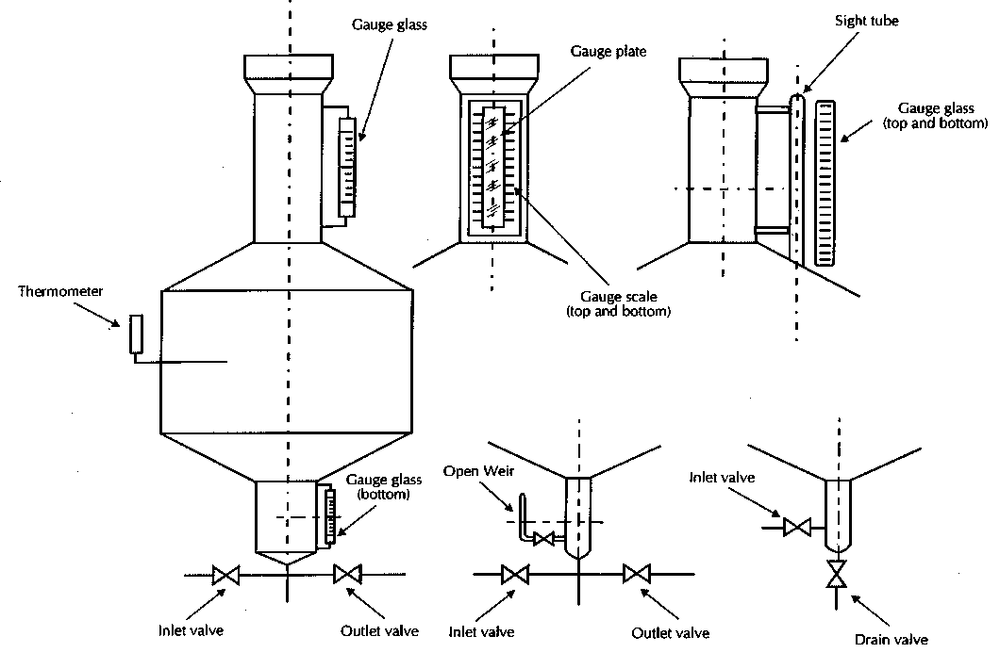 Gauge glass
Gauge plate
Sight tube
Gauge glass
(top and bottom)
Thermometer
Gauge scale
(top and bottom)
Gauge glass
(bottom)
Open Weir
Inlet valve
Inlet valve
Outlet valve
Inlet valve
Outlet valve
Drain valve